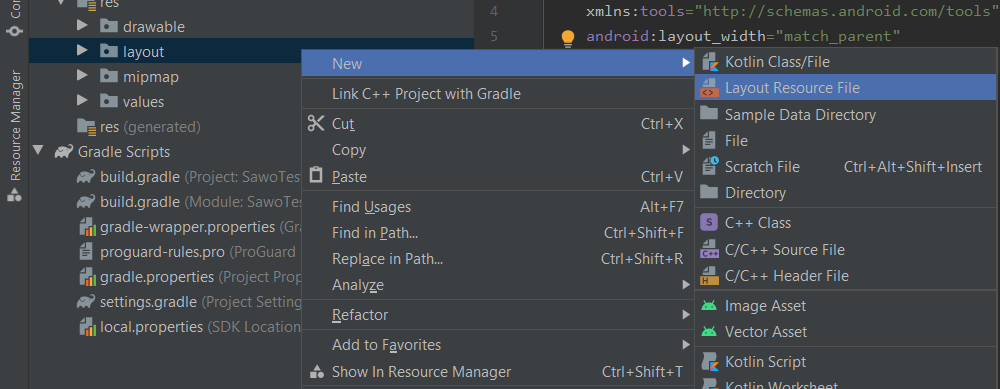 res
drawable
layout
mipmap
values
res (generated)
Gradle Scripts
build.gradle (Project: SawoTes
build.gradle (Module: SawoTes
gradle-wrapper.properties (Gra
proguard-rules.pro (ProGuard
gradle.properties (Project Prop
settings.gradle (Project Setting
local.properties (SDK Location
Resource Manager
4 xmlns:tools="http://schemas.android.com/tools"
5 android:layout_width="match_parent"
New
Link C++ Project with Gradle
Cut Ctrl+X
Copy
Paste Ctrl+V
Find Usages Alt+F7
Find in Path... Ctrl+Shift+F
Replace in Path... Ctrl+Shift+R
Analyze
Refactor
Add to Favorites
Show In Resource Manager Ctrl+Shift+T
Kotlin Class/File
Layout Resource File
Sample Data Directory
File
Scratch File Ctrl+Alt+Shift+Insert
Directory
C++ Class
C/C++ Source File
C/C++ Header File
Image Asset
Vector Asset
Kotlin Script
Kotlin Worksheet